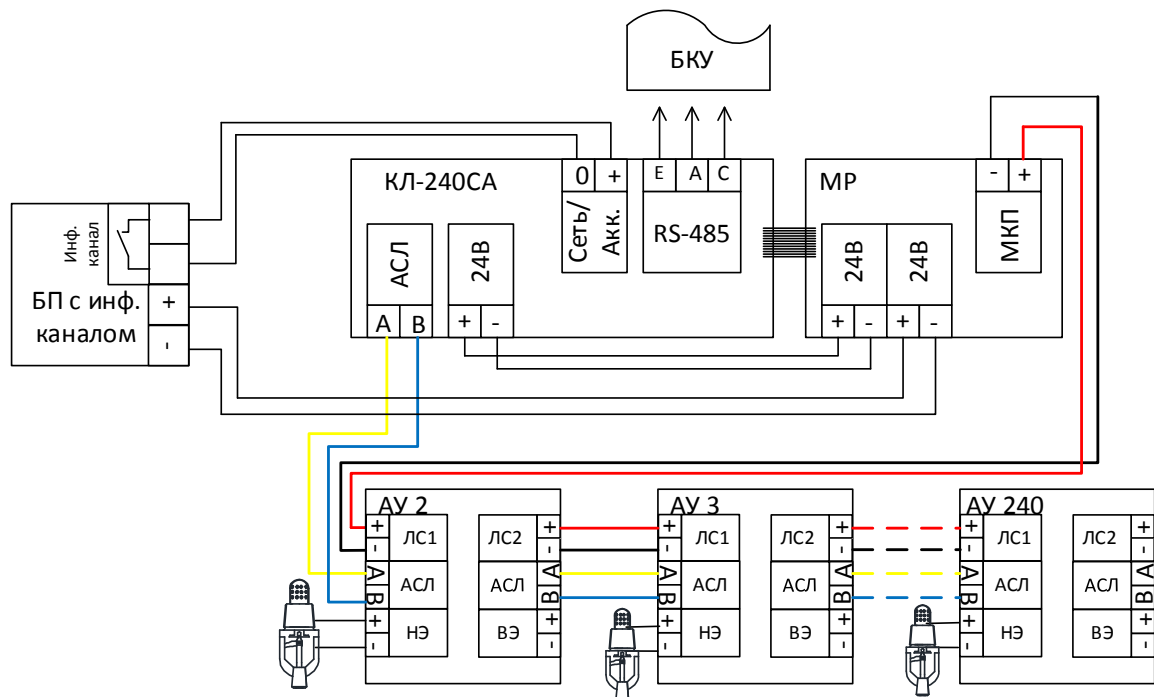 БКУ
КЛ-240СА
0 +
Сеть/
Акк.
E A C
RS-485
МР
- +
МКП
АСЛ
A B
24В
+ -
24В
24В
+ - + -
Инф.
канал
БП с инф.
каналом
+
-
АУ 2
+
-
ЛС1
A
B
АСЛ
+
-
НЭ
ЛС2
+
-
АСЛ
A
B
ВЭ
+
-
АУ 3
+
-
ЛС1
A
B
АСЛ
+
-
НЭ
ЛС2
+
-
АСЛ
A
B
ВЭ
+
-
АУ 240
+
-
ЛС1
A
B
АСЛ
+
-
НЭ
ЛС2
+
-
АСЛ
A
B
ВЭ
+
-